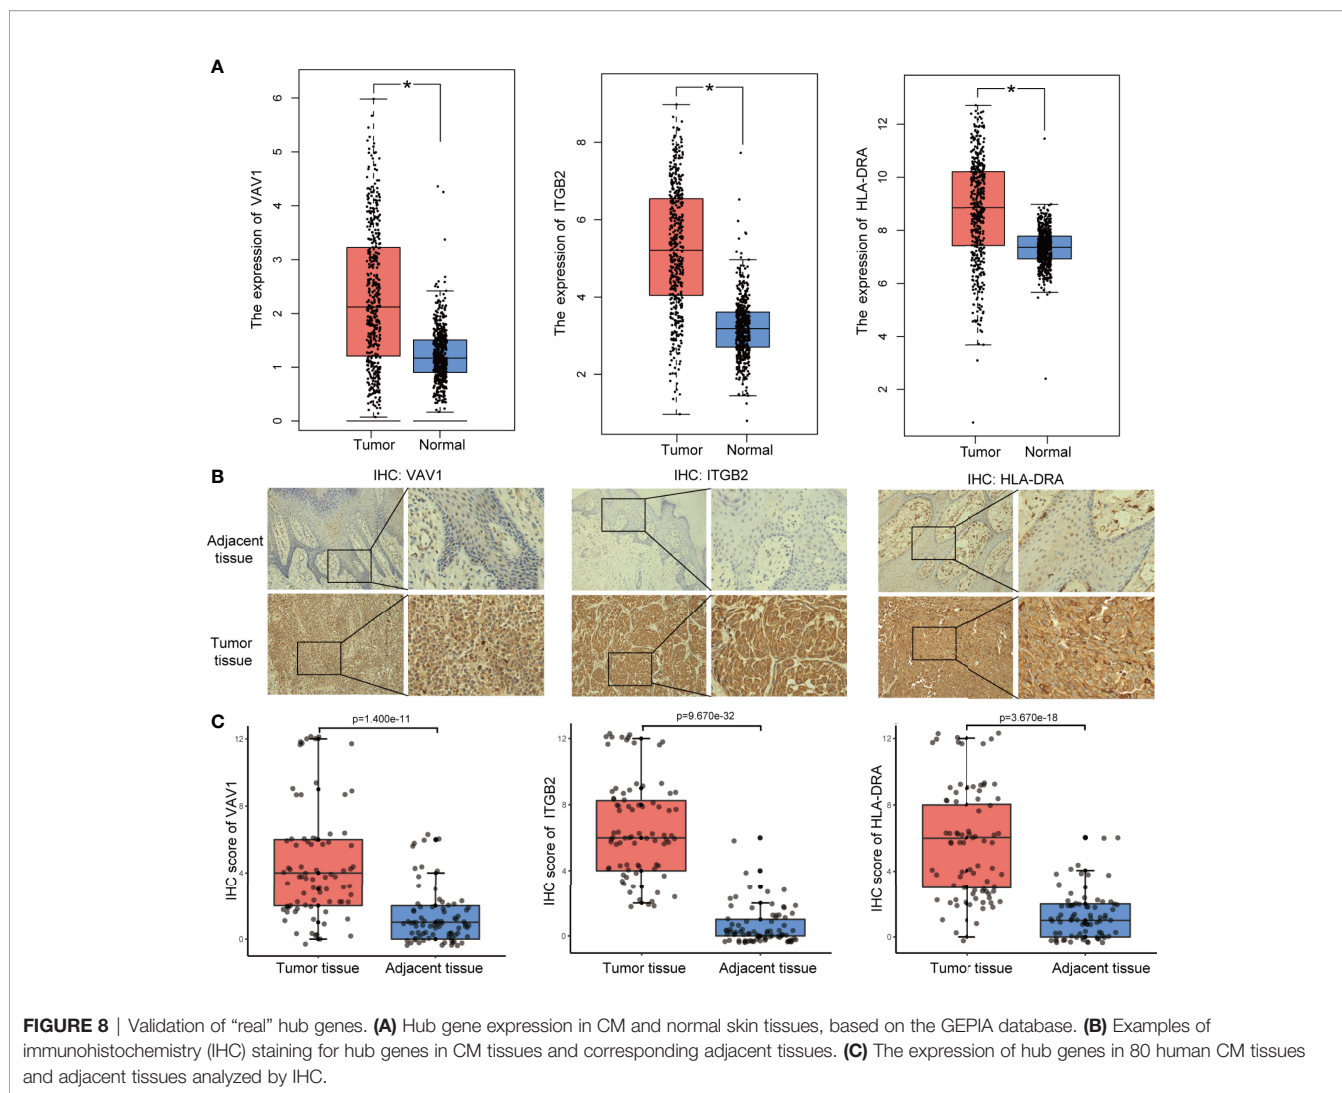 A
The expression of VAV1
6
5
4
3
2
1
0
*
Tumor Normal
The expression of ITGB2
8
6
4
2
*
Tumor Normal
The expression of HLA-DRA
12
10
8
6
4
2
*
Tumor Normal
B
IHC: VAV1
IHC: ITGB2
IHC: HLA-DRA
Adjacent
tissue
Tumor
tissue
C
p=1.400e-11
IHC score of VAV1
12
8
4
0
Tumor tissue Adjacent tissue
p=9.670e-32
IHC score of ITGB2
12
8
4
0
Tumor tissue Adjacent tissue
p=3.670e-18
IHC score of HLA-DRA
12
8
4
0
Tumor tissue Adjacent tissue
FIGURE 8 | Validation of “real” hub genes. (A) Hub gene expression in CM and normal skin tissues, based on the GEPIA database. (B) Examples of
immunohistochemistry (IHC) staining for hub genes in CM tissues and corresponding adjacent tissues. (C) The expression of hub genes in 80 human CM tissues
and adjacent tissues analyzed by IHC.